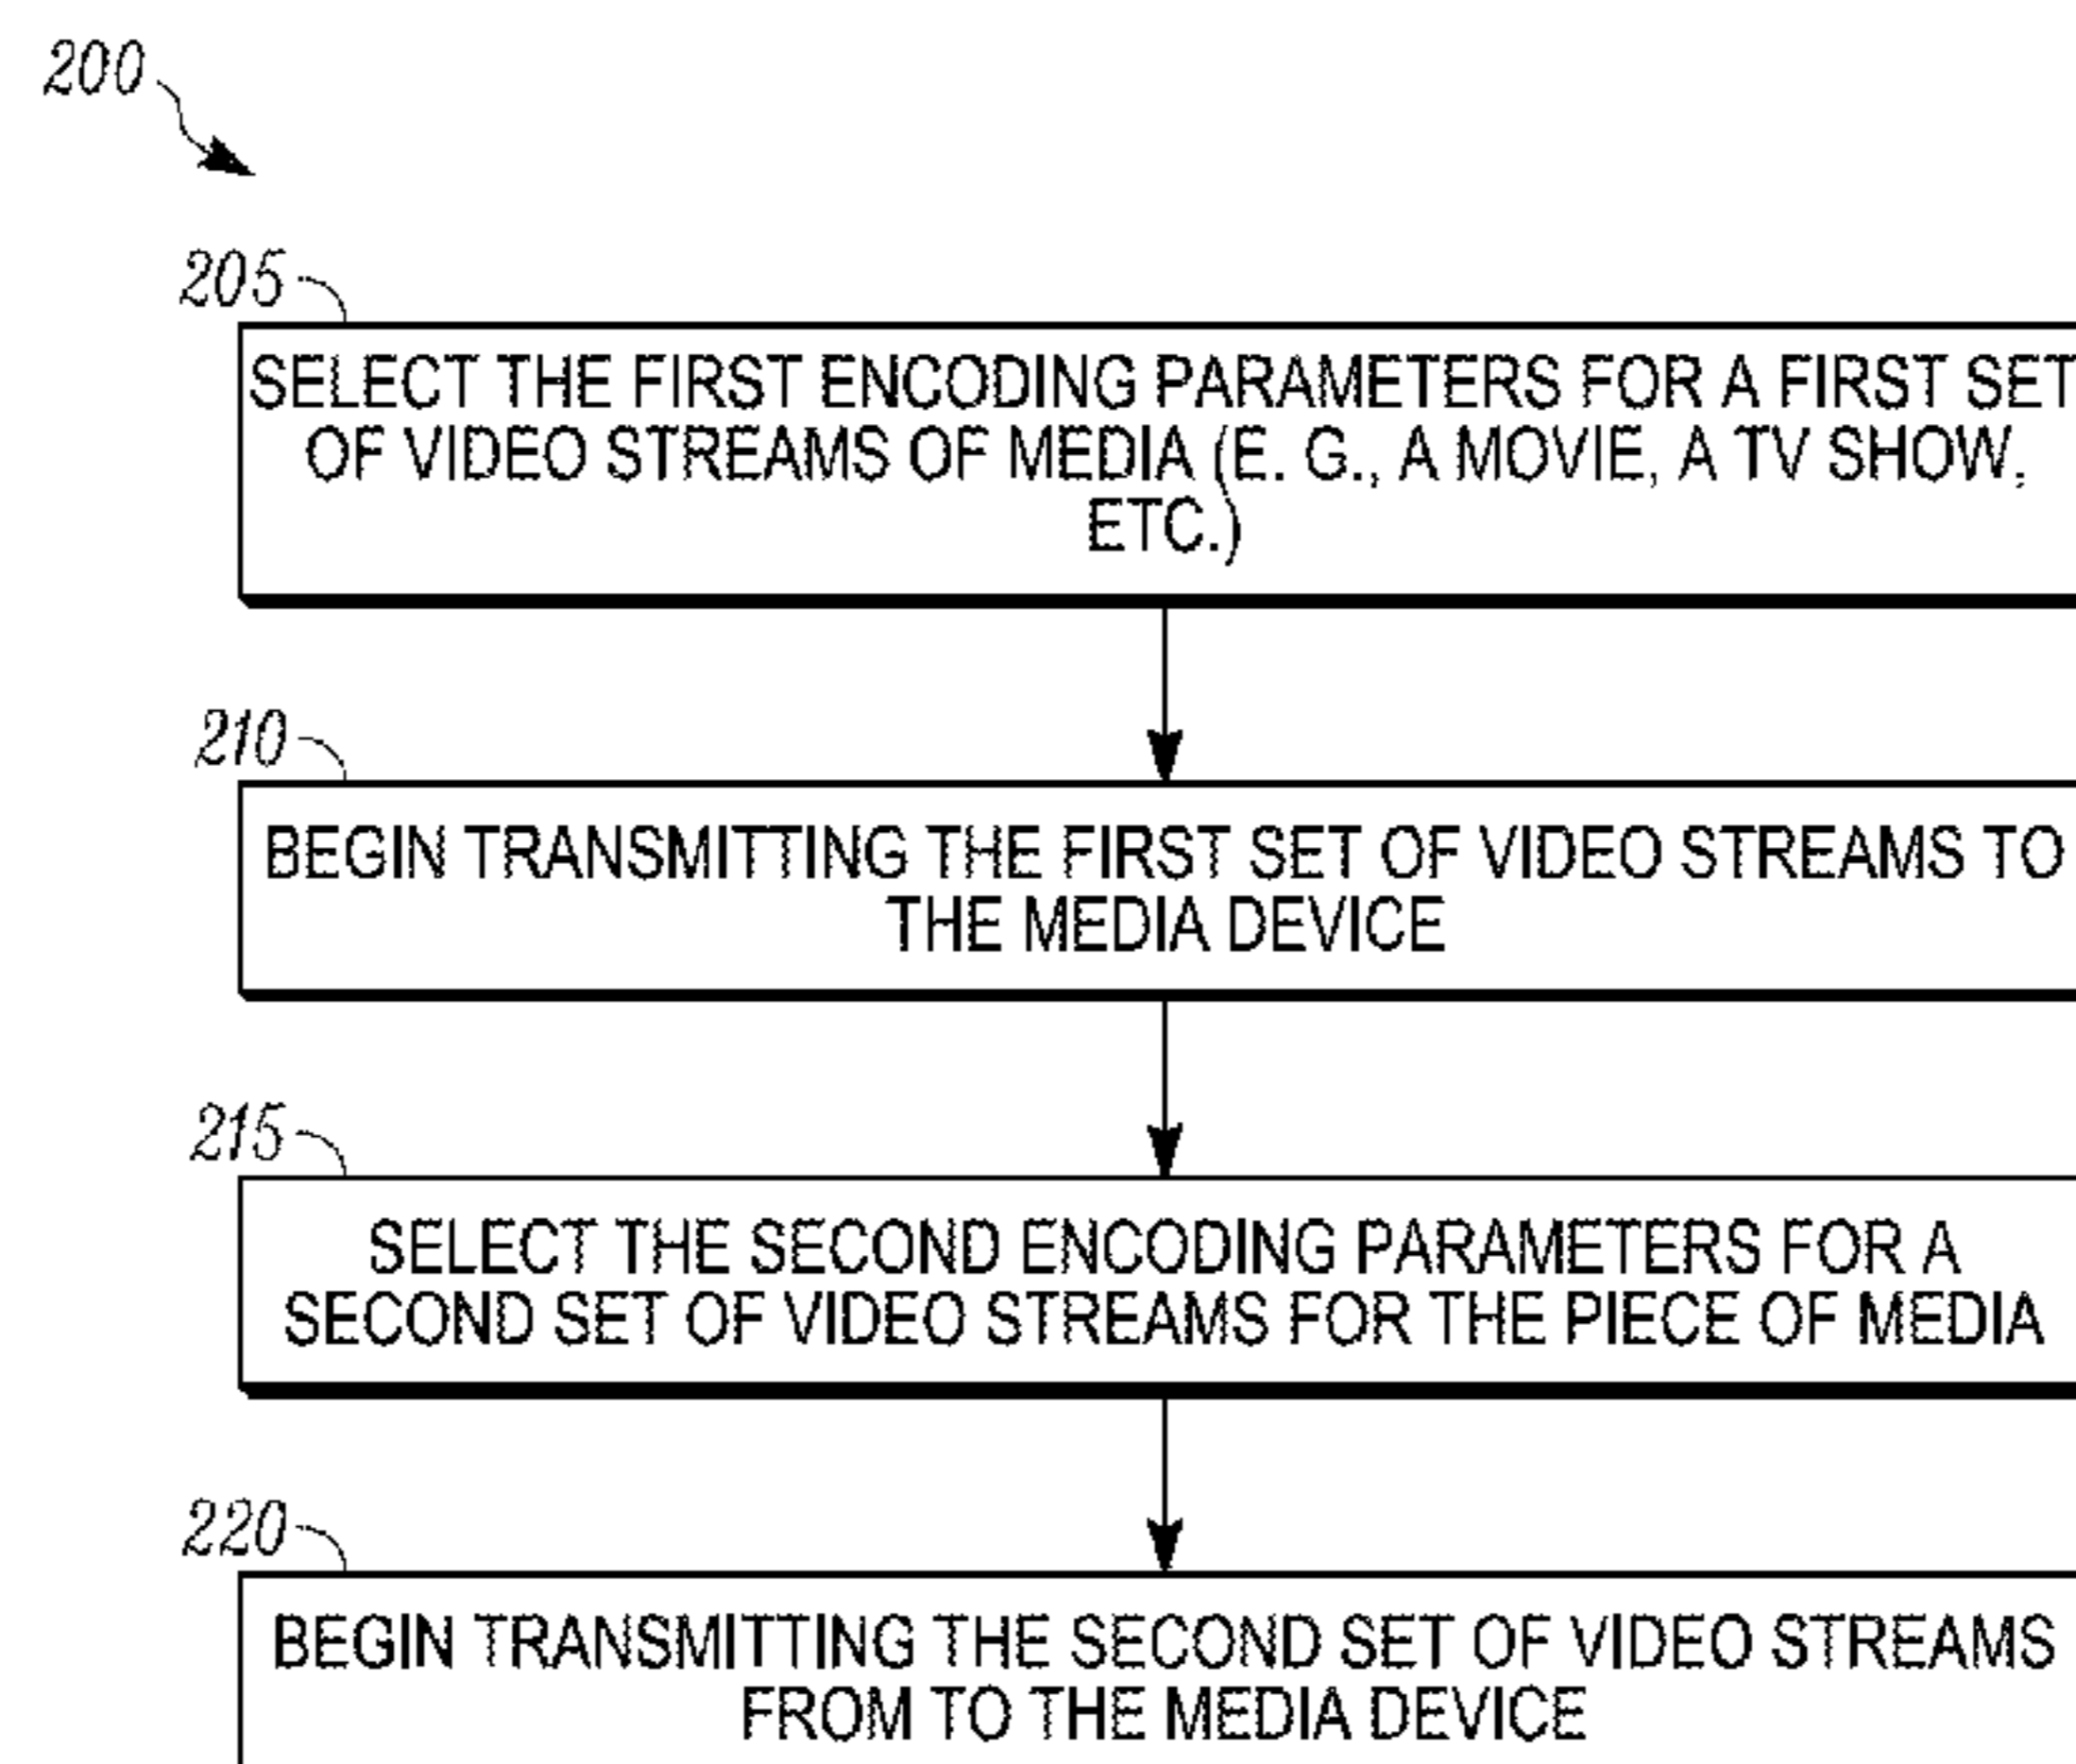 200
205
SELECT THE FIRST ENCODING PARAMETERS FOR A FIRST SET
OF VIDEO STREAMS OF MEDIA (E. G., A MOVIE, A TV SHOW,
ETC.)
210
BEGIN TRANSMITTING THE FIRST SET OF VIDEO STREAMS TO
THE MEDIA DEVICE
215
SELECT THE SECOND ENCODING PARAMETERS FOR A
SECOND SET OF VIDEO STREAMS FOR THE PIECE OF MEDIA
220
BEGIN TRANSMITTING THE SECOND SET OF VIDEO STREAMS
FROM TO THE MEDIA DEVICE